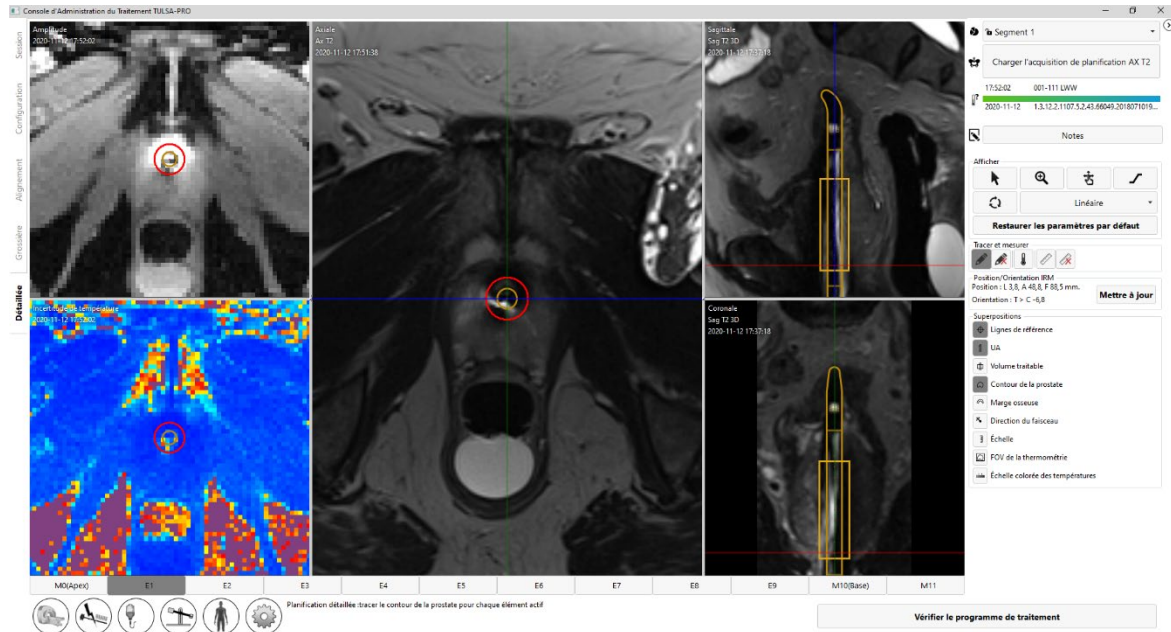 Console d'Administration du Traitement TULSA-PRO
Session
Configuration
Alignement
Grossière
Détaillée
Amplitude
2020-11-12 17:52:02
Incertitude de température
2020-11-12 17:52:02
Axiale
Ax T2
2020-11-12 17:51:38
Sagittale
Sag T2 3D
2020-11-12 17:37:18
Coronale
Sag T2 3D
2020-11-12 17:37:18
Segment 1
Charger l'acquisition de planification AX T2
17:52:02 001-111 LWW
2020-11-12 1.3.12.2.1107.5.2.43.66049.2018071019...
Notes
Afficher
Linéaire
Restaurer les paramètres par défaut
Tracer et mesurer
Position/Orientation IRM
Position : L 3,8, A 48,8, F 88,5 mm.
Orientation : T > C -6,8
Mettre à jour
Superpositions
Lignes de référence
UA
Volume traitable
Contour de la prostate
Marge osseuse
Direction du faisceau
Échelle
FOV de la thermométrie
Échelle colorée des températures
M0(Apex) E1 E2 E3 E4 E5 E6 E7 E8 E9 M10(Base) M11
Planification détaillée :tracer le contour de la prostate pour chaque élément actif
Vérifier le programme de traitement